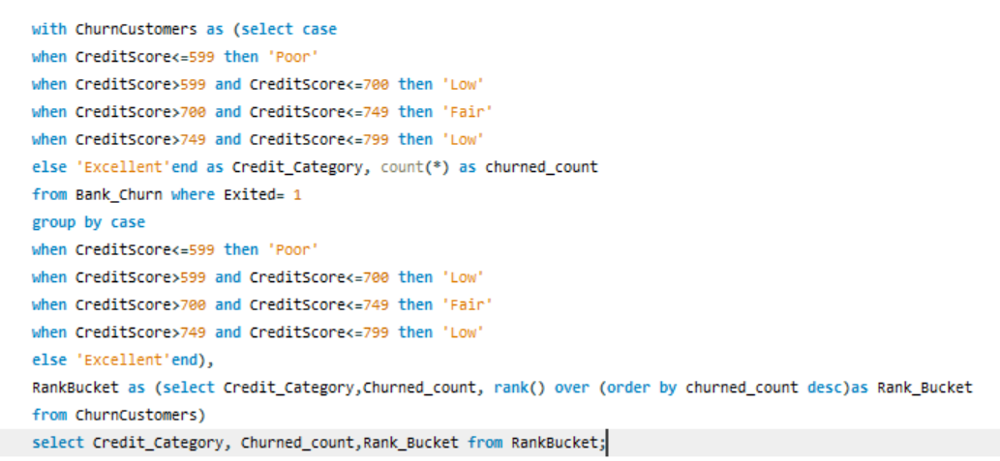 with ChurnCustomers as (select case
when CreditScore<=599 then 'Poor'
when CreditScore>599 and CreditScore<=700 then 'Low'
when CreditScore>700 and CreditScore<=749 then 'Fair'
when CreditScore>749 and CreditScore<=799 then 'Low'
else 'Excellent'end as Credit_Category, count(*) as churned_count
from Bank_Churn where Exited= 1
group by case
when CreditScore<=599 then 'Poor'
when CreditScore>599 and CreditScore<=700 then 'Low'
when CreditScore>700 and CreditScore<=749 then 'Fair'
when CreditScore>749 and CreditScore<=799 then 'Low'
else 'Excellent'end),
RankBucket as (select Credit_Category,Churned_count, rank() over (order by churned_count desc)as Rank_Bucket
from ChurnCustomers)
select Credit_Category, Churned_count,Rank_Bucket from RankBucket;